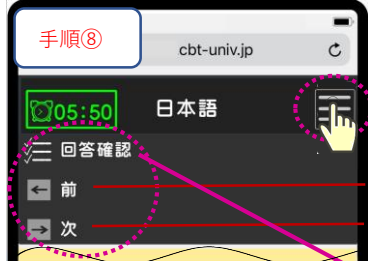 手順⑧
cbt-univ.jp
05:50 日本語
回答確認
← 前
→ 次